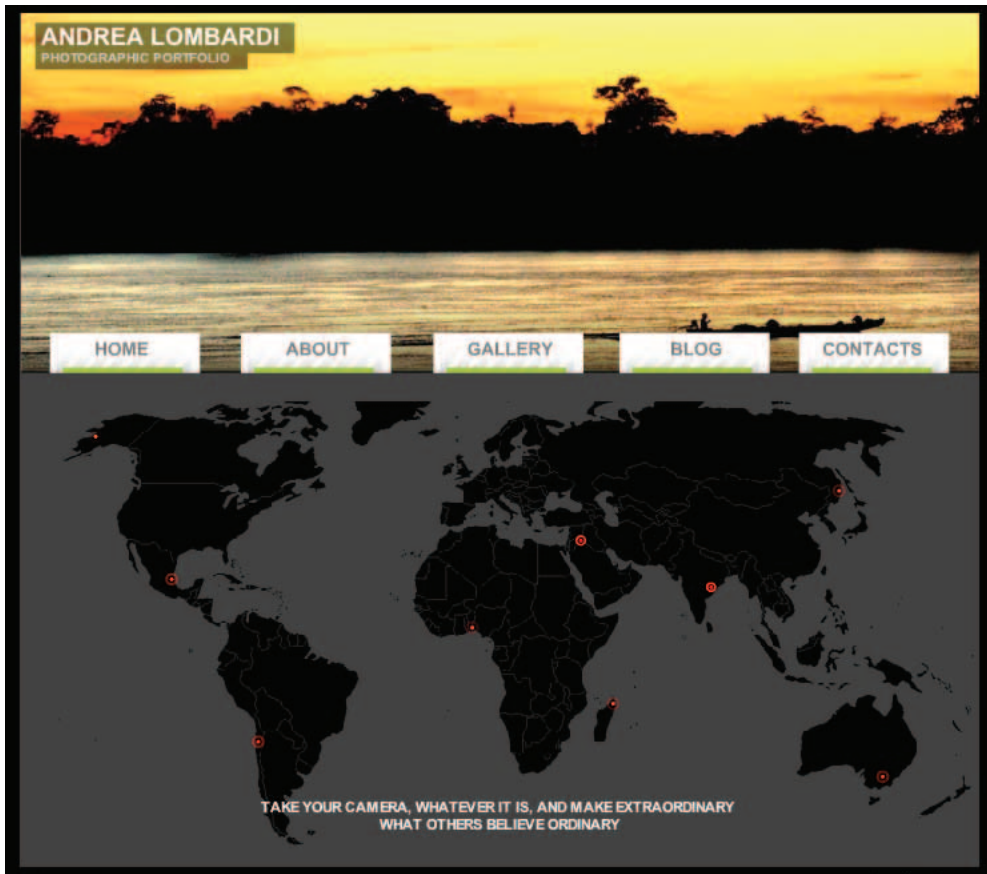 ANDREA LOMBARDI
PHOTOGRAPHIC PORTFOLIO
HOME ABOUT GALLERY BLOG CONTACTS
TAKE YOUR CAMERA, WHATEVER IT IS, AND MAKE EXTRAORDINARY
WHAT OTHERS BELIEVE ORDINARY